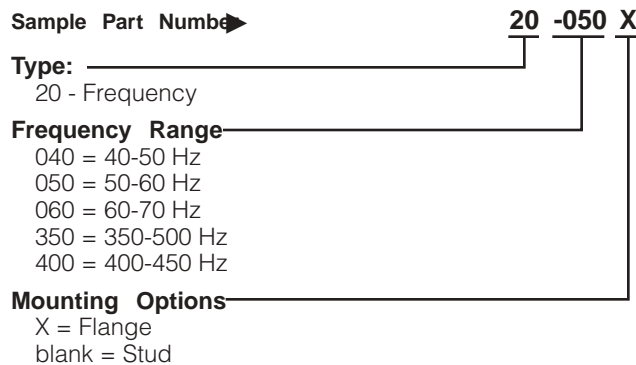 Sample Part Number 20 -050 X
Type:
20 - Frequency
Frequency Range
040 = 40-50 Hz
050 = 50-60 Hz
060 = 60-70 Hz
350 = 350-500 Hz
400 = 400-450 Hz
Mounting Options
X = Flange
blank = Stud